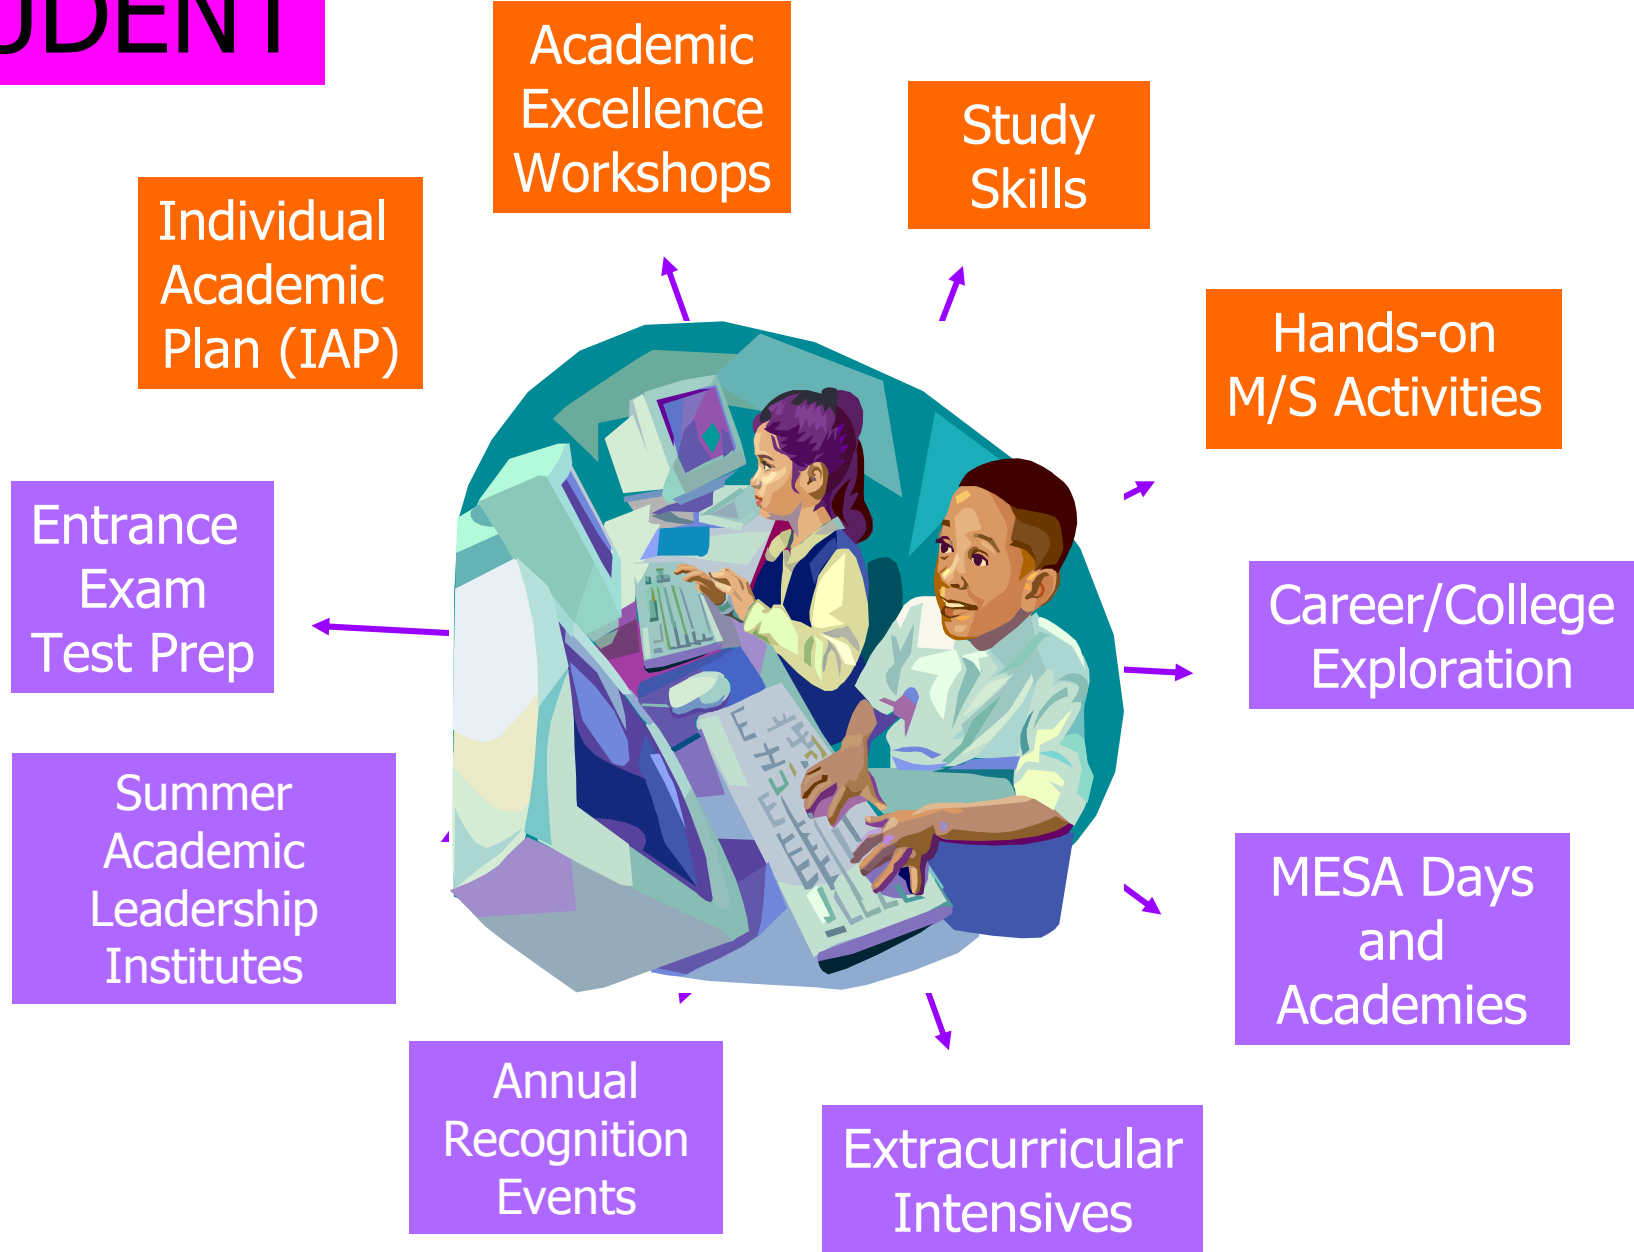 UDENT
Academic
Excellence
Workshops
Study
Skills
Individual
Academic
Plan (IAP)
Hands-on
M/S Activities
Entrance
Exam
Test Prep
Career/College
Exploration
Summer
Academic
Leadership
Institutes
MESA Days
and
Academies
Annual
Recognition
Events
Extracurricular
Intensives